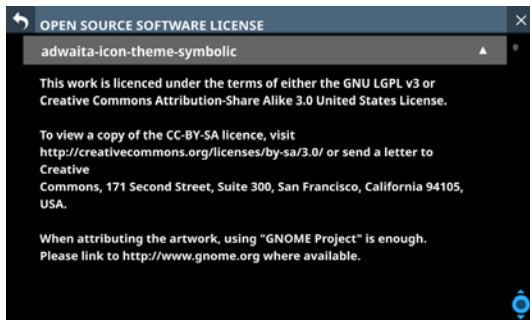 OPEN SOURCE SOFTWARE LICENSE
adwaita-icon-theme-symbolic
This work is licenced under the terms of either the GNU LGPL v3 or
Creative Commons Attribution-Share Alike 3.0 United States License.
To view a copy of the CC-BY-SA licence, visit
http://creativecommons.org/licenses/by-sa/3.0/ or send a letter to
Creative
Commons, 171 Second Street, Suite 300, San Francisco, California 94105,
USA.
When attributing the artwork, using "GNOME Project" is enough.
Please link to http://www.gnome.org where available.